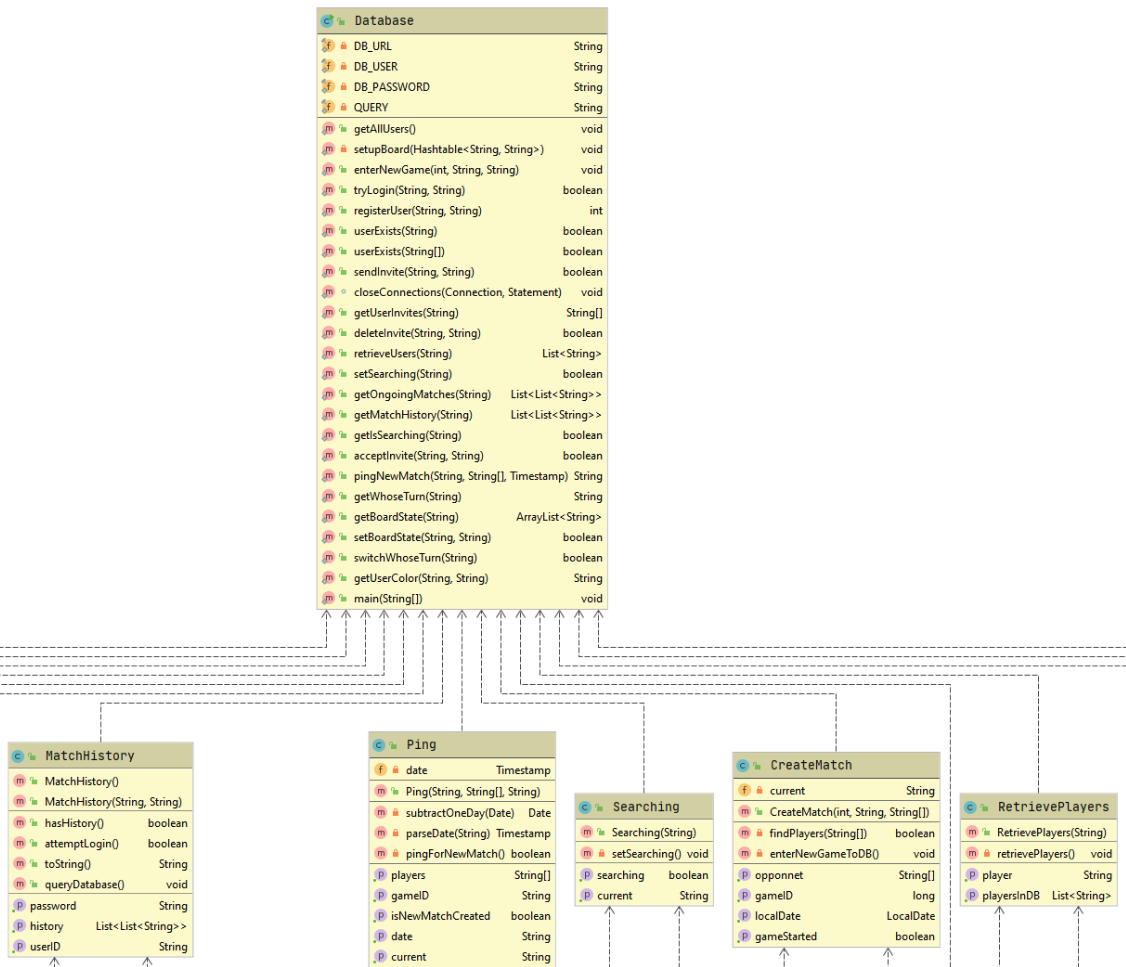 Database
DB_URL String
DB_USER String
DB_PASSWORD String
QUERY String
getAllUsers() void
setupBoard(Hashtable<String, String>) void
enterNewGame(int, String, String) void
tryLogin(String, String) boolean
registerUser(String, String) int
userExists(String) boolean
userExists(String[]) boolean
sendInvite(String, String) boolean
closeConnections(Connection, Statement) void
getUserInvites(String) String[]
deleteInvite(String, String) boolean
retrieveUsers(String) List<String>
setSearching(String) boolean
getOngoingMatches(String) List<List<String>>
getMatchHistory(String) List<List<String>>
getIsSearching(String) boolean
acceptInvite(String, String) boolean
pingNewMatch(String, String[], Timestamp) String
getWhoseTurn(String) String
getBoardState(String) ArrayList<String>
setBoardState(String, String) boolean
switchWhoseTurn(String) boolean
getUserColor(String, String) String
main(String[]) void
MatchHistory
MatchHistory()
MatchHistory(String, String)
hasHistory() boolean
attemptLogin() boolean
toString() String
queryDatabase() void
password String
history List<List<String>>
userID String
Ping
date Timestamp
Ping(String, String[], String)
subtractOneDay(Date) Date
parseDate(String) Timestamp
pingForNewMatch() boolean
players String[]
gameID String
isNewMatchCreated boolean
date String
current String
Searching
Searching(String)
setSearching() void
searching boolean
current String
CreateMatch
current String
CreateMatch(int, String, String[])
findPlayers(String[]) boolean
enterNewGameToDB() void
opponnet String[]
gameID long
localDate LocalDate
gameStarted boolean
RetrievePlayers
RetrievePlayers(String)
retrievePlayers() void
player String
playersInDB List<String>